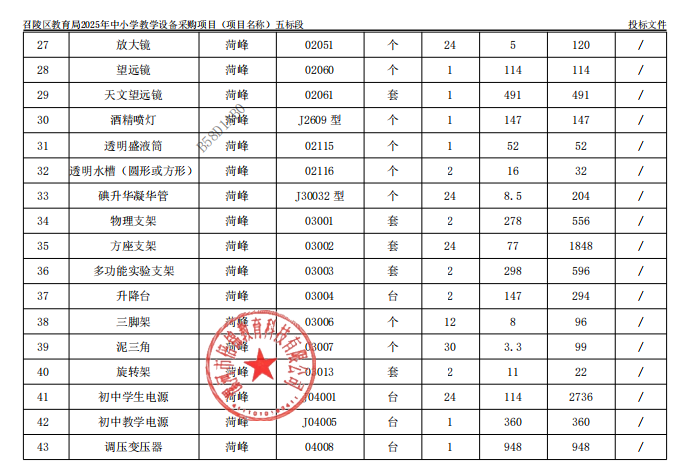 召陵区教育局2025年中小学教学设备采购项目（项目名称）五标段 投标文件
27 放大镜 菏峰 02051 个 24 5 120 /
28 望远镜 菏峰 02060 个 1 114 114 /
29 天文望远镜 菏峰 02061 套 1 491 491 /
30 酒精喷灯 菏峰 J2609 型 个 1 147 147 /
31 透明盛液筒 菏峰 02115 个 1 52 52 /
32 透明水槽（圆形或方形） 菏峰 02116 个 2 16 32 /
33 碘升华凝华管 菏峰 J30032 型 个 24 8.5 204 /
34 物理支架 菏峰 03001 套 2 278 556 /
35 方座支架 菏峰 03002 套 24 77 1848 /
36 多功能实验支架 菏峰 03003 套 2 298 596 /
37 升降台 菏峰 03004 台 2 147 294 /
38 三脚架 菏峰 03006 个 12 8 96 /
39 泥三角 菏峰 03007 个 30 3.3 99 /
40 旋转架 菏峰 03013 套 2 11 22 /
41 初中学生电源 菏峰 J04001 台 24 114 2736 /
42 初中教学电源 菏峰 J04005 台 1 360 360 /
43 调压变压器 菏峰 04008 台 1 948 948 /
教育科技有限公司